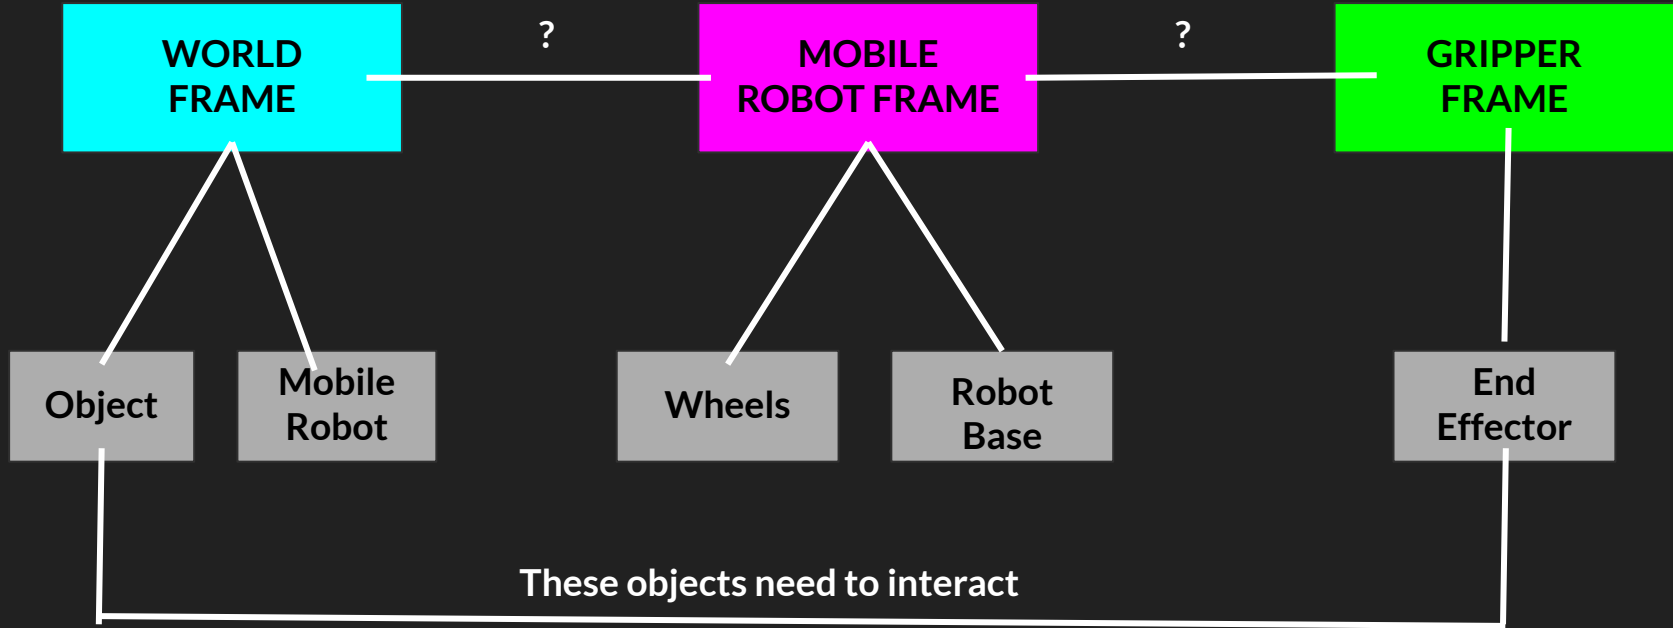 WORLD
FRAME
?
MOBILE
ROBOT FRAME
?
GRIPPER
FRAME
Object
Mobile
Robot
Wheels
Robot
Base
End
Effector
These objects need to interact